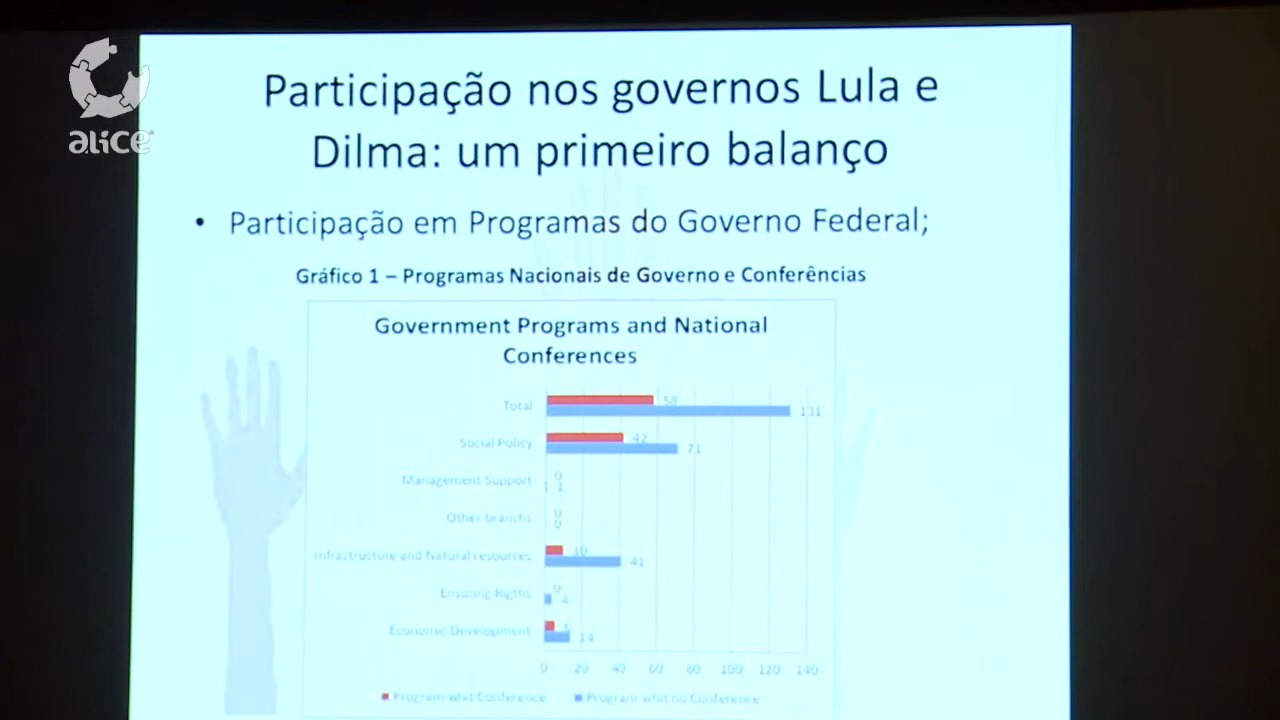 alice
Participação nos governos Lula e
Dilma: um primeiro balanço
• Participação em Programas do Governo Federal;
Gráfico 1 – Programas Nacionais de Governo e Conferências
Government Programs and National
Conferences
Total 58 131
Social Policy 42 71
Management Support 0 1
Other branchs 0 0
Infrastructure and Natural resources 10 41
Ensuring Rigths 0 4
Economic Development 6 14
0 20 40 60 80 100 120 140
Program whit Conference Program whit no Conference